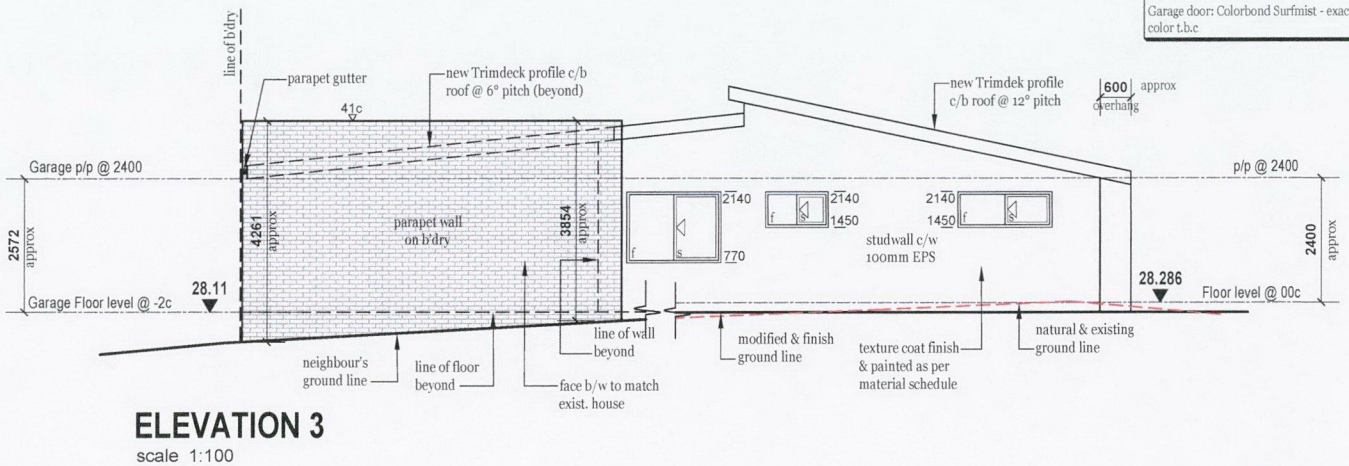 Garage door: Colorbond Surfmist - exac
color t.b.c
line of b'dry
parapet gutter
new Trimdeck profile c/b
roof @ 6° pitch (beyond)
new Trimdek profile
c/b roof @ 12° pitch
600 approx
overhang
41c
Garage p/p @ 2400
p/p @ 2400
2572
approx
4261
approx
parapet wall
on b'dry
3854
approx
2140
770
f
s
2140
2140
1450
1450
f
s
2140
1450
f
s
studwall c/w
100mm EPS
2400
approx
28.11
28.286
Garage Floor level @ -2c
Floor level @ 00c
neighbour's
ground line
line of floor
beyond
face b/w to match
exist. house
line of wall
beyond
modified & finish
ground line
texture coat finish
& painted as per
material schedule
natural & existing
ground line
ELEVATION 3
scale 1:100